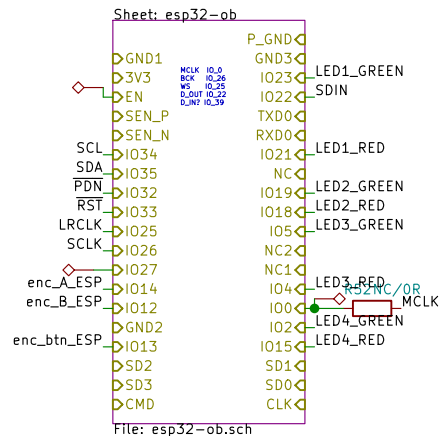 Sheet: esp32-ob
P_GND
GND1
GND3
MCLK IO_0
BCK IO_26
WS IO_25
D_OUT IO_22
D_IN? IO_39
3V3
IO23
LED1_GREEN
EN
IO22
SDIN
SEN_P
TXD0
SEN_N
RXD0
SCL
IO34
IO21
LED1_RED
SDA
IO35
NC
PDN
IO32
IO19
LED2_GREEN
RST
IO33
IO18
LED2_RED
LRCLK
IO25
IO5
LED3_GREEN
SCLK
IO26
NC2
IO27
NC1
enc_A_ESP
IO14
IO4
LED3_RED
R52
NC/0R
enc_B_ESP
IO12
IO0
MCLK
GND2
IO2
LED4_GREEN
enc_btn_ESP
IO13
IO15
LED4_RED
SD2
SD1
SD3
SD0
CMD
CLK
File: esp32-ob.sch